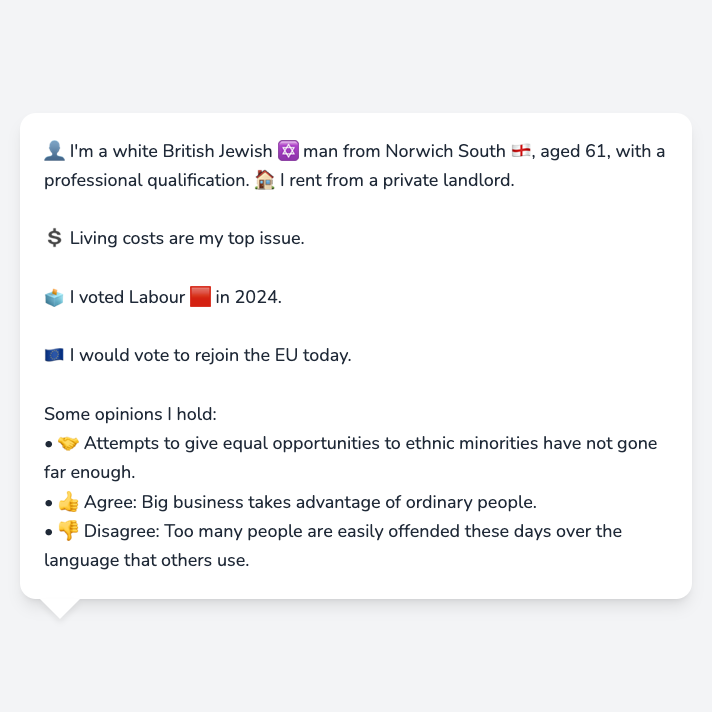 👤 I'm a white British Jewish ✡️ man from Norwich South 🏴󠁧󠁢󠁥󠁮󠁧󠁿, aged 61, with a
professional qualification. 🏠 I rent from a private landlord.
💲 Living costs are my top issue.
🗳️ I voted Labour 🟥 in 2024.
🇪🇺 I would vote to rejoin the EU today.
Some opinions I hold:
• 🤝 Attempts to give equal opportunities to ethnic minorities have not gone
far enough.
• 👍 Agree: Big business takes advantage of ordinary people.
• 👎 Disagree: Too many people are easily offended these days over the
language that others use.